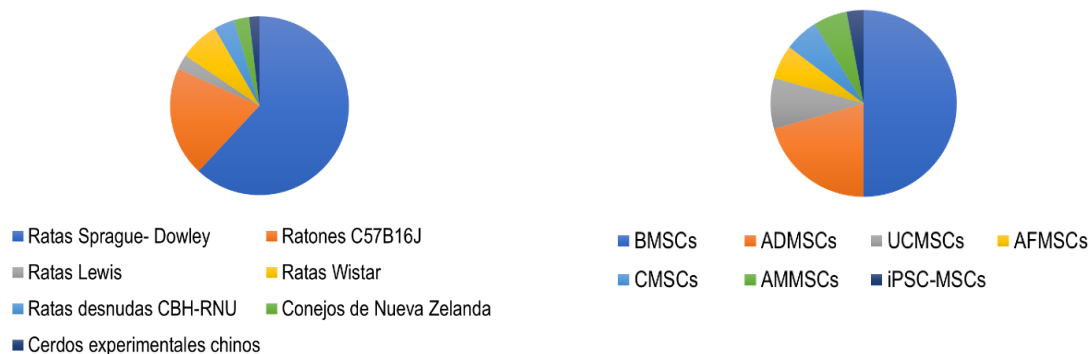 Ratas Sprague- Dowley
Ratones C57B16J
Ratas Lewis
Ratas Wistar
Ratas desnudas CBH-RNU
Conejos de Nueva Zelanda
Cerdos experimentales chinos
BMSCs
ADMSCs
UCMSCs
AFMSCs
CMSCs
AMMSCs
iPSC-MSCs